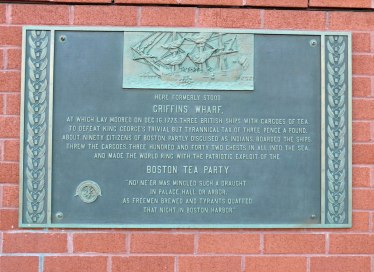 HERE FORMERLY STOOD
GRIFFINS WHARF,
AT WHICH LAY MOORED ON DEC. 16, 1773, THREE BRITISH SHIPS WITH CARGOES OF TEA.
TO DEFEAT KING GEORGE'S TRIVIAL BUT TYRANNICAL TAX OF THREE PENCE A POUND,
ABOUT NINETY CITIZENS OF BOSTON, PARTLY DISGUISED AS INDIANS, BOARDED THE SHIPS,
THREW THE CARGOES, THREE HUNDRED AND FORTY TWO CHESTS IN ALL, INTO THE SEA,
AND MADE THE WORLD RING WITH THE PATRIOTIC EXPLOIT OF THE
BOSTON TEA PARTY
"NO! NE'ER WAS MINGLED SUCH A DRAUGHT
IN PALACE, HALL, OR ARBOR,
AS FREEMEN BREWED AND TYRANTS QUAFFED
THAT NIGHT IN BOSTON HARBOR."